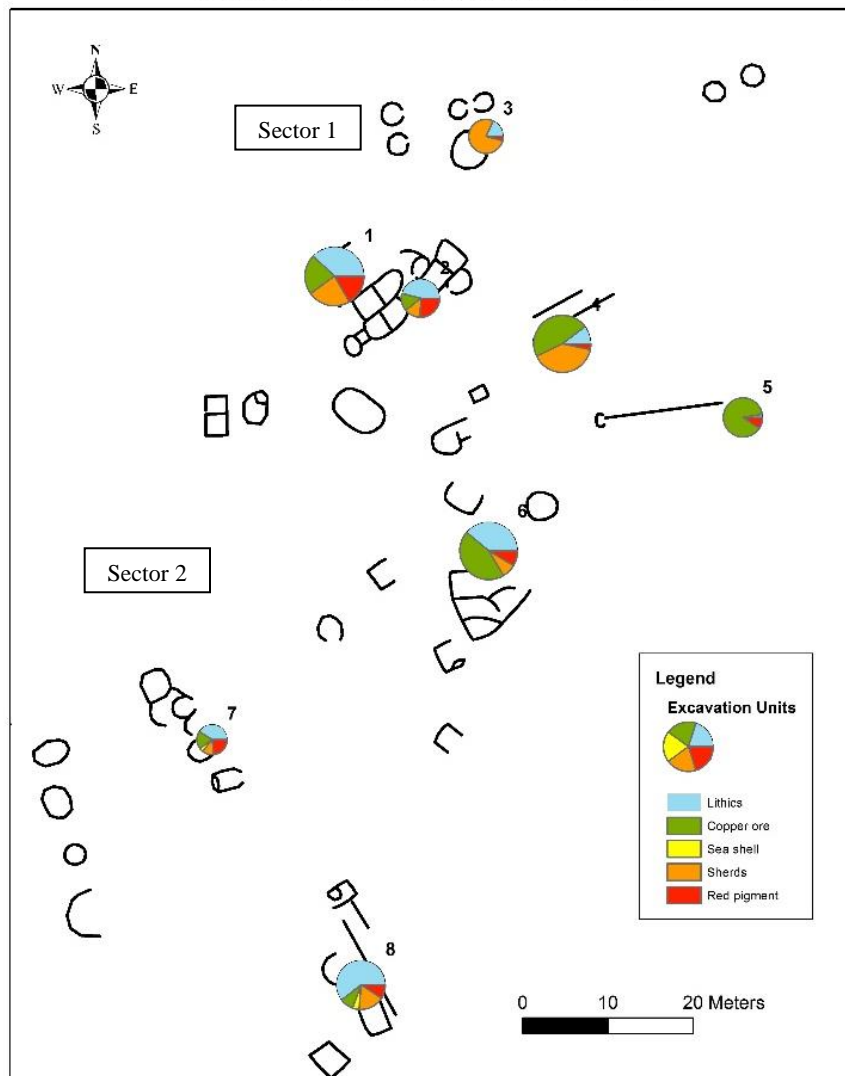 N
W E
S
Sector 1
3
1
2
4
5
6
Sector 2
7
8
Legend
Excavation Units
Lithics
Copper ore
Sea shell
Sherds
Red pigment
0 10 20 Meters